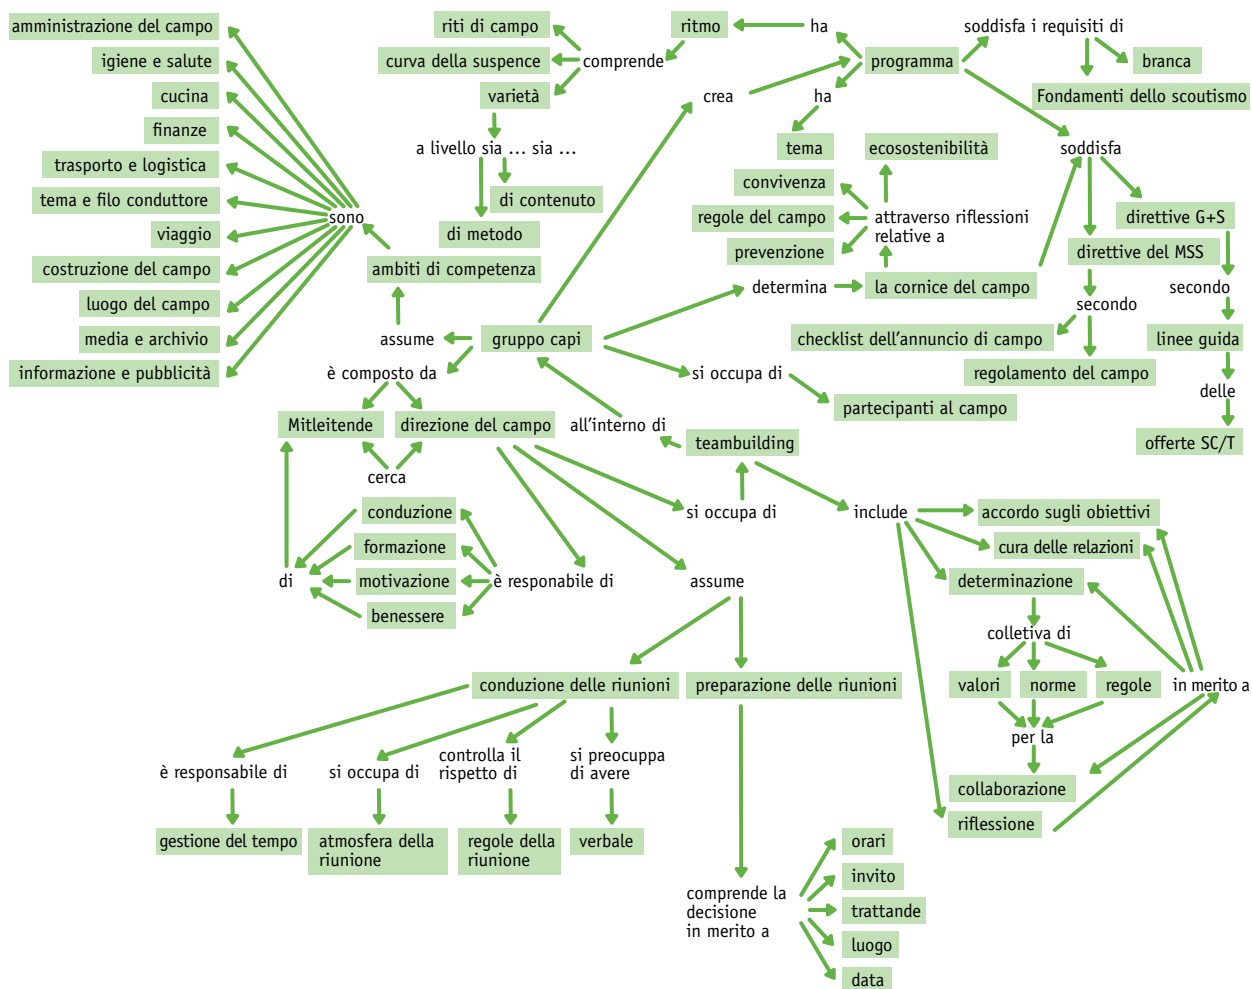 amministrazione del campo
igiene e salute
cucina
finanze
trasporto e logistica
tema e filo conduttore
viaggio
costruzione del campo
luogo del campo
media e archivio
informazione e pubblicità
sono
riti di campo
curva della suspence
varietà
comprende
ritmo
ha
a livello sia ... sia ...
di contenuto
di metodo
ambiti di competenza
assume
gruppo capi
è composto da
crea
programma
ha
tema
soddisfa i requisiti di
branca
Fondamenti dello scoutismo
soddisfa
ecosostenibilità
convivenza
regole del campo
prevenzione
attraverso riflessioni
relative a
determina
la cornice del campo
direttive G+S
direttive del MSS
secondo
secondo
checklist dell'annuncio di campo
regolamento del campo
linee guida
delle
offerte SC/T
si occupa di
partecipanti al campo
Mitleitende
direzione del campo
all'interno di
teambuilding
cerca
conduzione
formazione
motivazione
benessere
di
è responabile di
si occupa di
assume
include
accordo sugli obiettivi
cura delle relazioni
determinazione
colletiva di
valori
norme
regole
in merito a
per la
collaborazione
riflessione
conduzione delle riunioni
preparazione delle riunioni
è responsabile di
si occupa di
controlla il
rispetto di
si preoccupa
di avere
gestione del tempo
atmosfera della
riunione
regole della
riunione
verbale
comprende la
decisione
in merito a
orari
invito
trattande
luogo
data